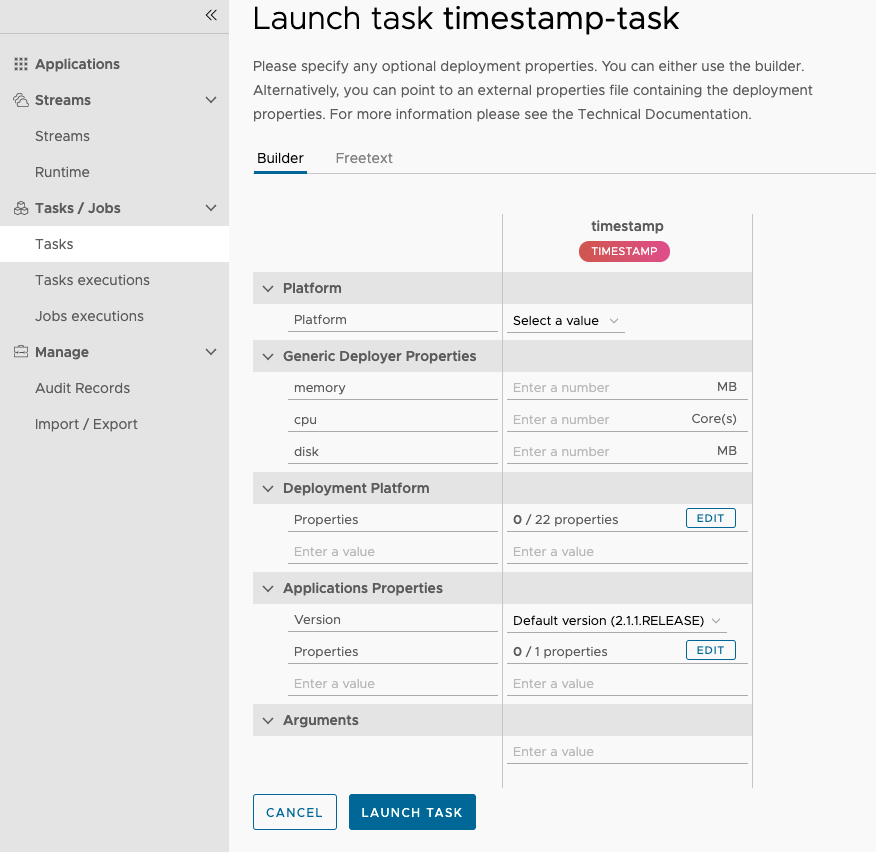 Launch task timestamp-task
Please specify any optional deployment properties. You can either use the builder.
Alternatively, you can point to an external properties file containing the deployment
properties. For more information please see the Technical Documentation.
Applications
Streams
Streams
Runtime
Tasks / Jobs
Tasks
Tasks executions
Jobs executions
Manage
Audit Records
Import / Export
Builder Freetext
timestamp
TIMESTAMP
Platform
Platform Select a value
Generic Deployer Properties
memory Enter a number MB
cpu Enter a number Core(s)
disk Enter a number MB
Deployment Platform
Properties 0 / 22 properties EDIT
Enter a value Enter a value
Applications Properties
Version Default version (2.1.1.RELEASE)
Properties 0 / 1 properties EDIT
Enter a value Enter a value
Arguments
Enter a value
CANCEL LAUNCH TASK